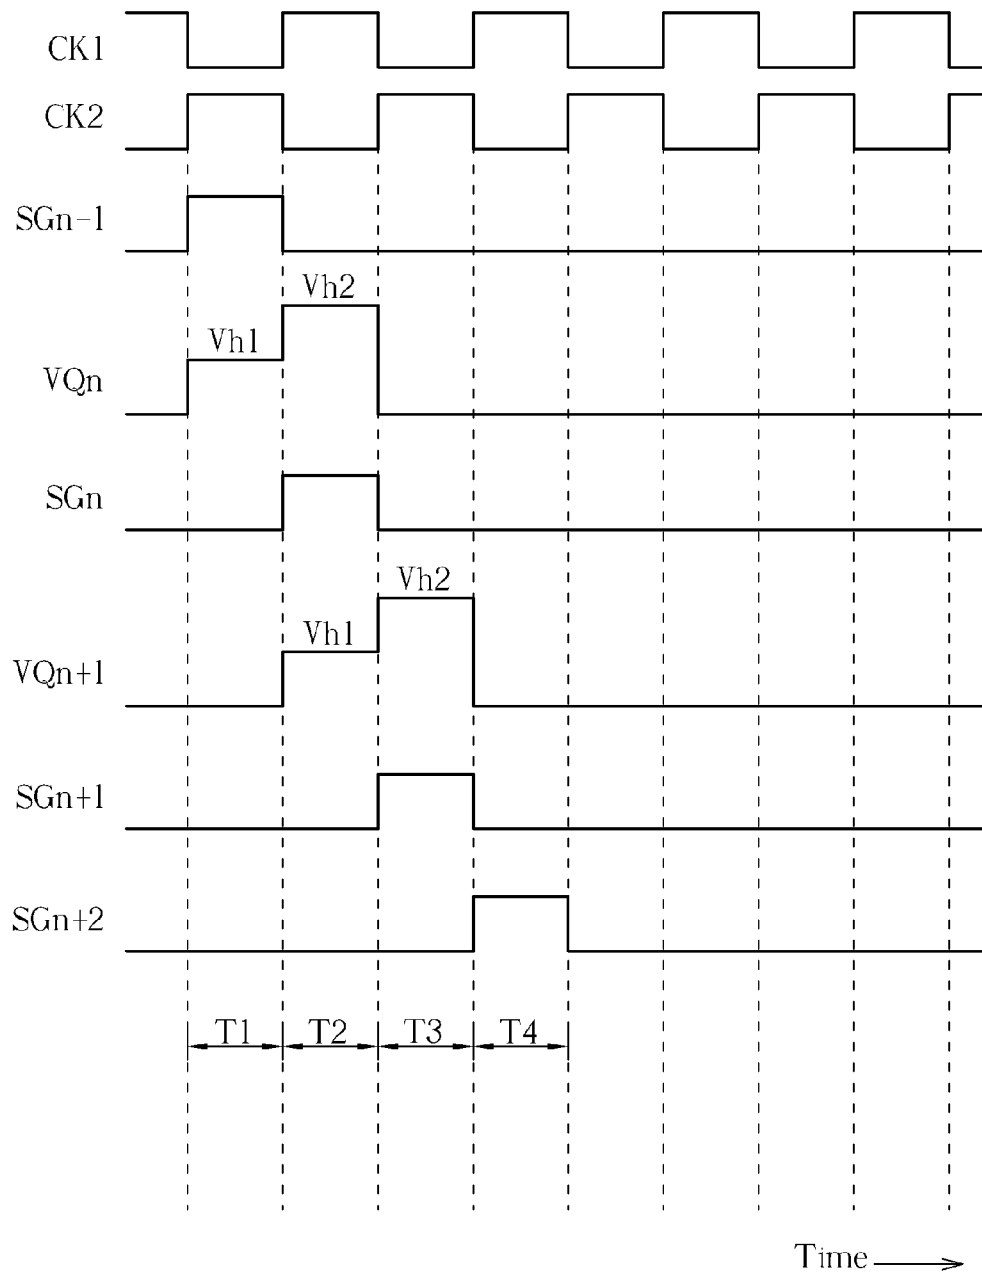 CK1
CK2
SGn-1
Vh2
Vh1
VQn
SGn
Vh2
Vh1
VQn+1
SGn+1
SGn+2
T1 T2 T3 T4
Time